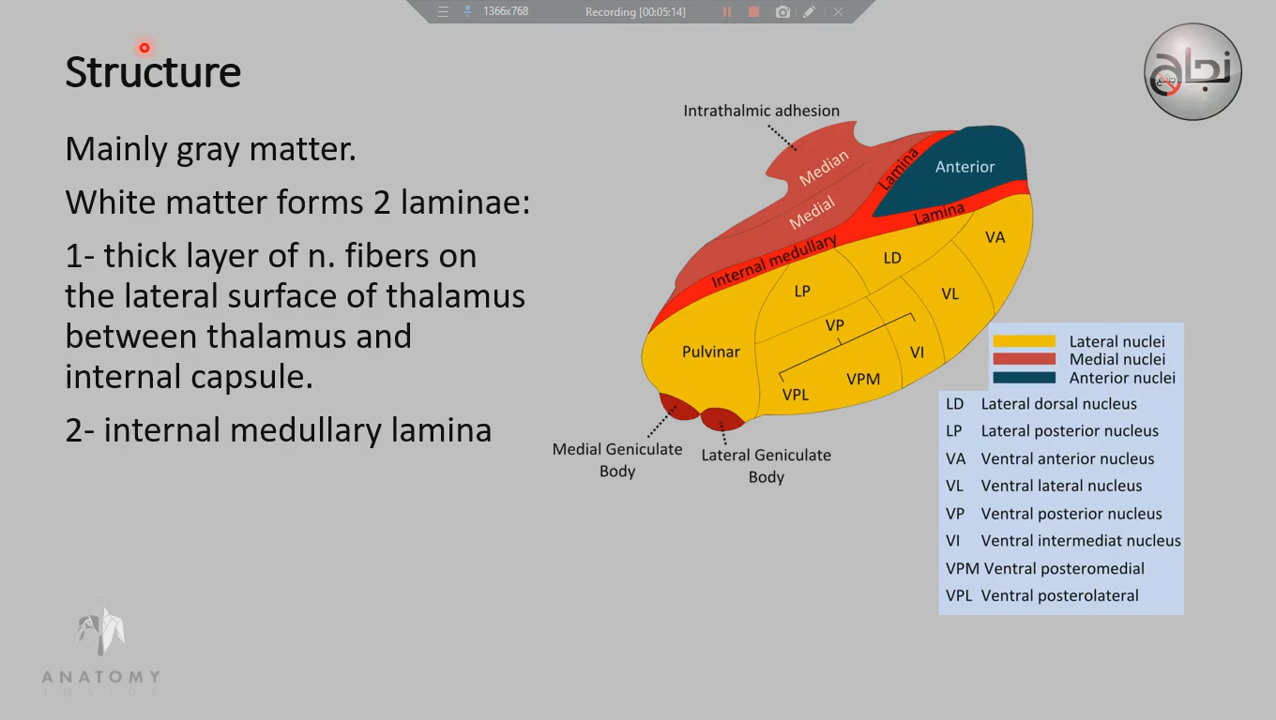 1366x768
Recording [00:05:14]
Structure
نجاح
Mainly gray matter.
White matter forms 2 laminae:
1- thick layer of n. fibers on
the lateral surface of thalamus
between thalamus and
internal capsule.
2- internal medullary lamina
Intrathalmic adhesion
Median
Medial
Lamina
Anterior
Lamina
Internal medullary
VA
LD
LP
VL
VP
Pulvinar
VI
VPM
VPL
Medial Geniculate
Body
Lateral Geniculate
Body
Lateral nuclei
Medial nuclei
Anterior nuclei
LD Lateral dorsal nucleus
LP Lateral posterior nucleus
VA Ventral anterior nucleus
VL Ventral lateral nucleus
VP Ventral posterior nucleus
VI Ventral intermediat nucleus
VPM Ventral posteromedial
VPL Ventral posterolateral
ANATOMY
INSIDE